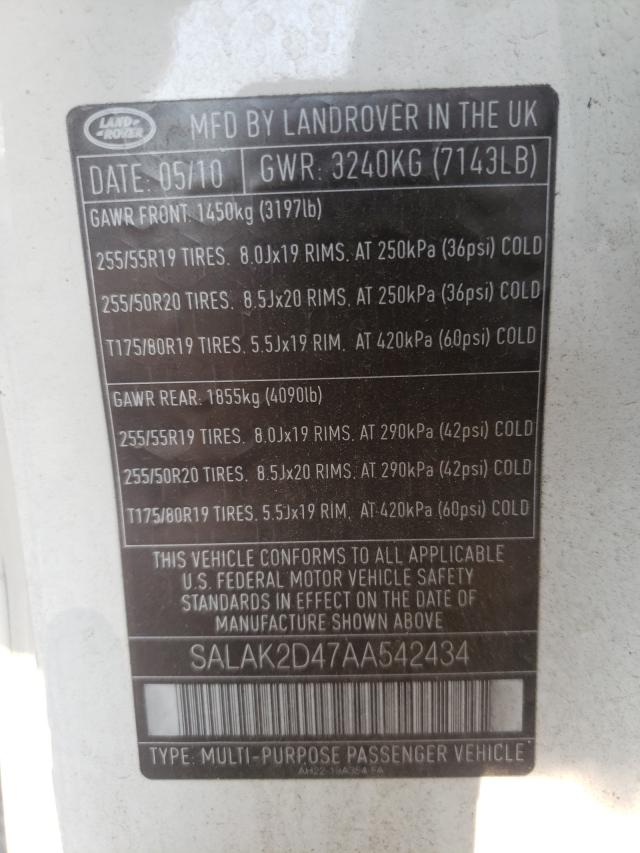 LAND-
ROVER
MFD BY LANDROVER IN THE UK
DATE: 05/10 GWR: 3240KG (7143LB)
GAWR FRONT: 1450kg (3197lb)
255/55R19 TIRES. 8.0Jx19 RIMS. AT 250kPa (36psi) COLD
255/50R20 TIRES. 8.5Jx20 RIMS. AT 250kPa (36psi) COLD
T175/80R19 TIRES. 5.5Jx19 RIM. AT 420kPa (60psi) COLD
GAWR REAR: 1855kg (4090lb)
255/55R19 TIRES. 8.0Jx19 RIMS. AT 290kPa (42psi) COLD
255/50R20 TIRES. 8.5Jx20 RIMS. AT 290kPa (42psi) COLD
T175/80R19 TIRES. 5.5Jx19 RIM. AT 420kPa (60psi) COLD
THIS VEHICLE CONFORMS TO ALL APPLICABLE
U.S. FEDERAL MOTOR VEHICLE SAFETY
STANDARDS IN EFFECT ON THE DATE OF
MANUFACTURE SHOWN ABOVE
SALAK2D47AA542434
TYPE: MULTI-PURPOSE PASSENGER VEHICLE
AH22-19A354-FA